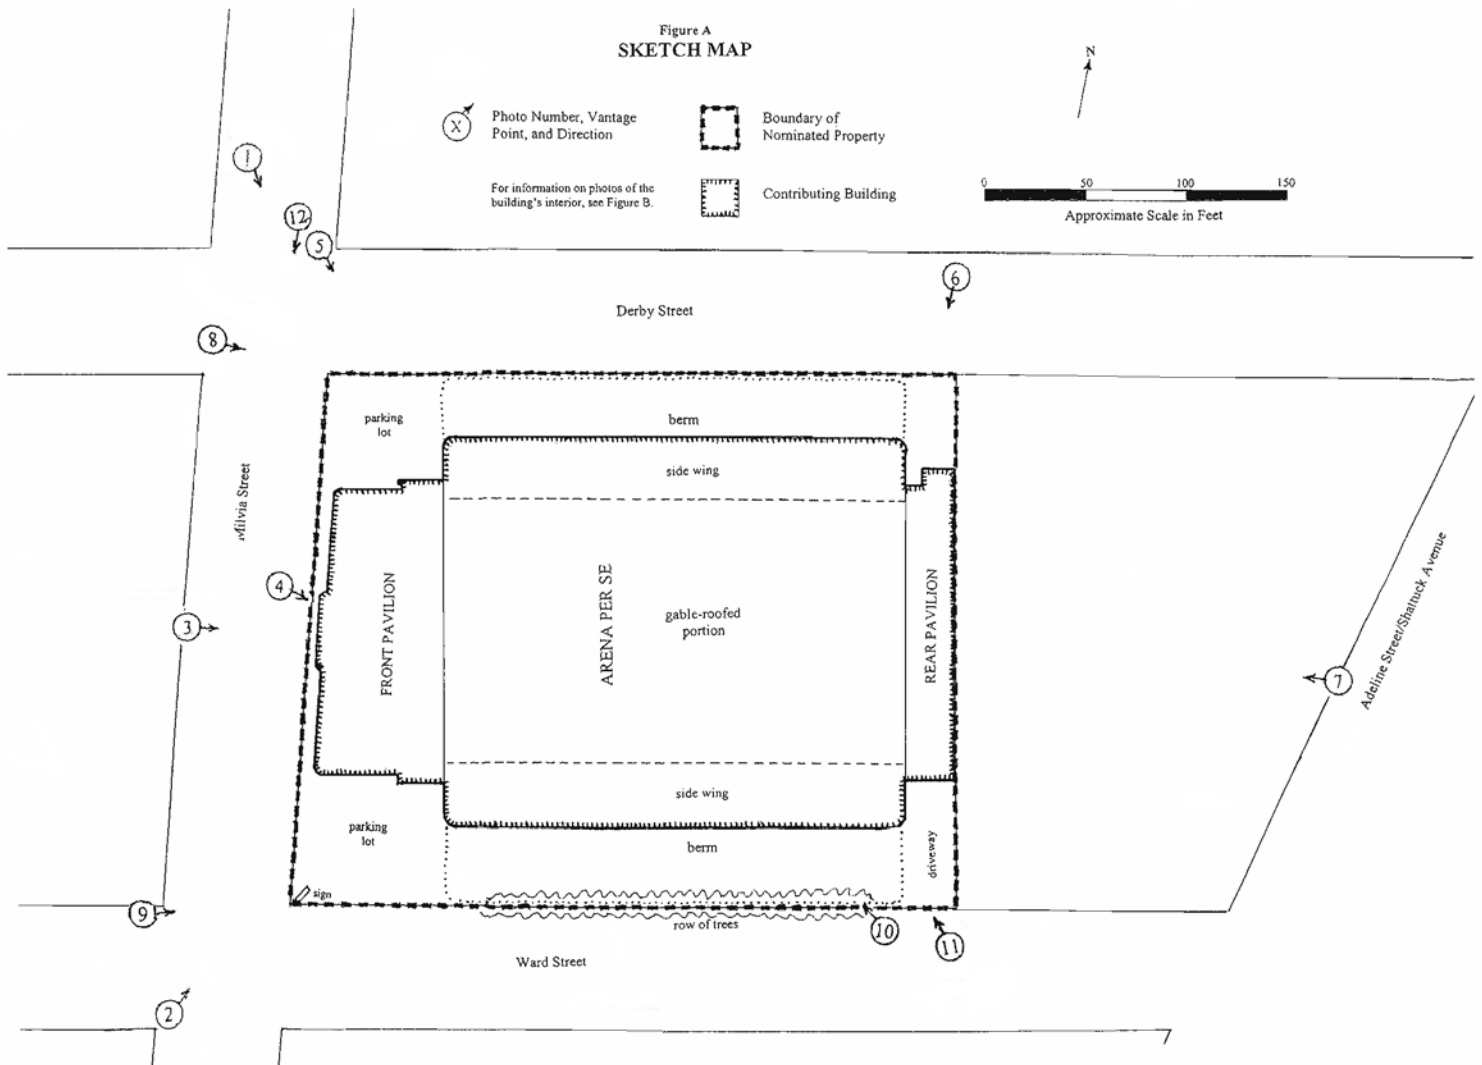 Figure A
SKETCH MAP
N
X
Photo Number, Vantage
Point, and Direction
Boundary of
Nominated Property
For information on photos of the
building's interior, see Figure B.
Contributing Building
0 50 100 150
Approximate Scale in Feet
1
12
5
6
Derby Street
8
parking
lot
berm
side wing
Milvia Street
4
3
FRONT PAVILION
ARENA PER SE
gable-roofed
portion
REAR PAVILION
Adeline Street/Shattuck Avenue
7
side wing
parking
lot
berm
driveway
sign
9
row of trees
10
11
Ward Street
2